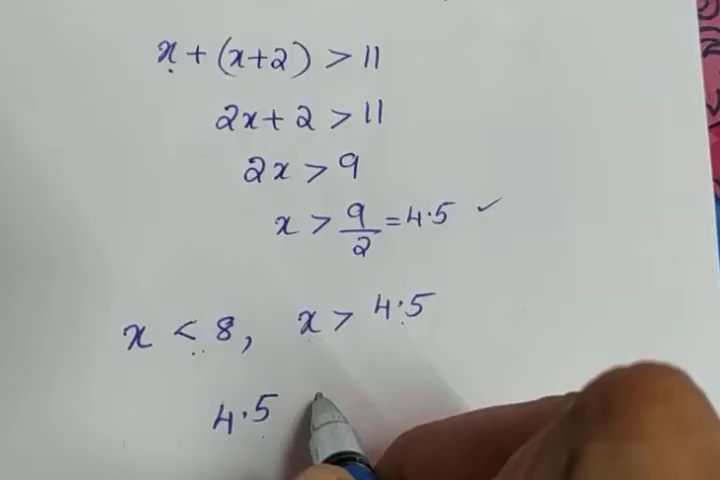 x + (x+2) > 11
2x + 2 > 11
2x > 9
x > 9/2 = 4.5 ✓
x < 8, x > 4.5
4.5